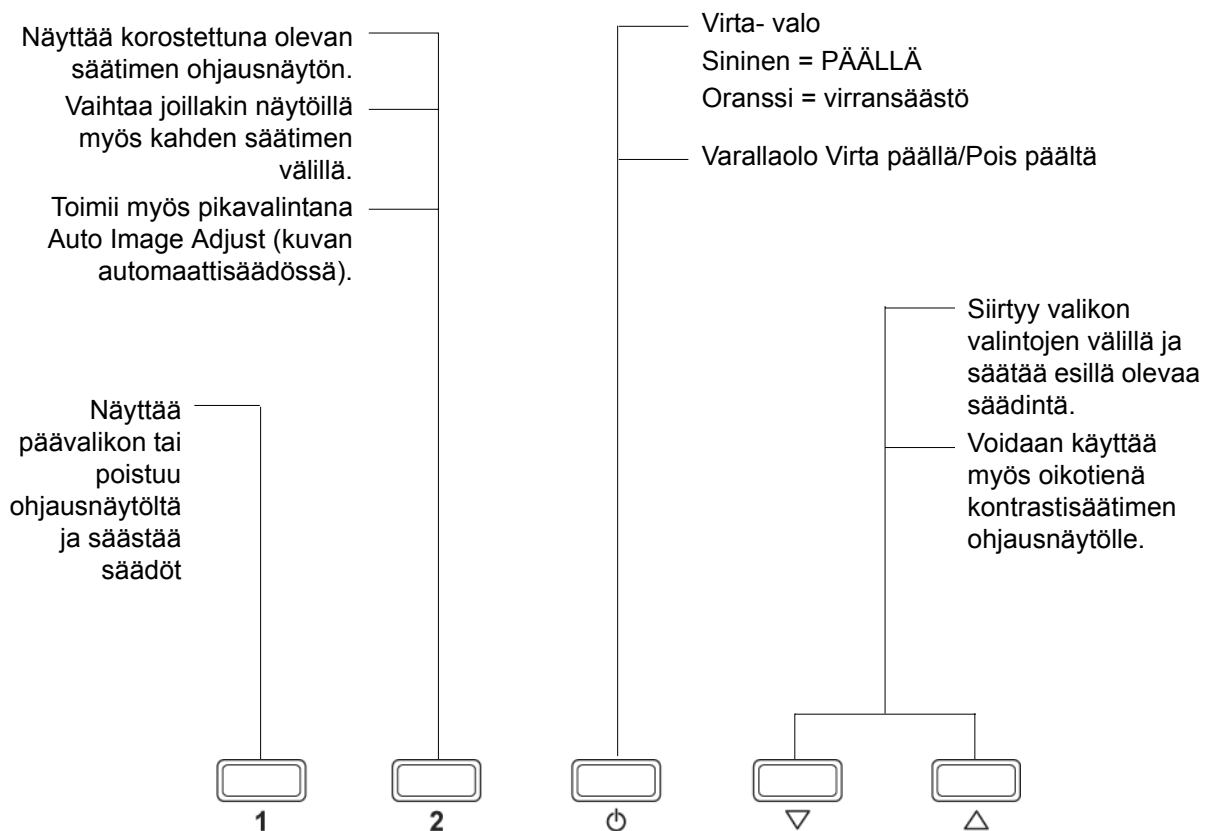 Näyttää korostettuna olevan
säätimen ohjausnäytön.
Vaihtaa joillakin näytöillä
myös kahden säätimen
välillä.
Toimii myös pikavalintana
Auto Image Adjust (kuvan
automaattisäädössä).
Virta- valo
Sininen = PÄÄLLÄ
Oranssi = virransäästö
Varallaolo Virta päällä/Pois päältä
Siirtyy valikon
valintojen välillä ja
säätää esillä olevaa
säädintä.
Voidaan käyttää
myös oikotienä
kontrastisäätimen
ohjausnäytölle.
Näyttää
päävalikon tai
poistuu
ohjausnäytöltä
ja säästää
säädöt
1
2